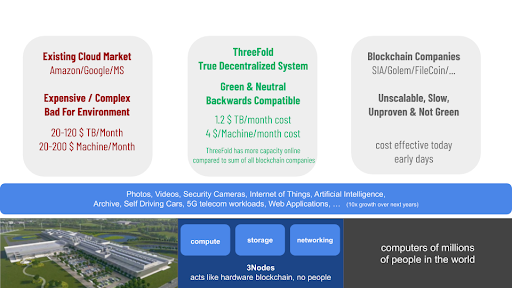 Existing Cloud Market
Amazon/Google/MS
Expensive / Complex
Bad For Environment
20-120 $ TB/Month
20-200 $ Machine/Month
ThreeFold
True Decentralized System
Green & Neutral
Backwards Compatible
1.2 $ TB/month cost
4 $/Machine/month cost
ThreeFold has more capacity online
compared to sum of all blockchain companies
Blockchain Companies
SIA/Golem/FileCoin/...
Unscalable, Slow,
Unproven & Not Green
cost effective today
early days
Photos, Videos, Security Cameras, Internet of Things, Artificial Intelligence,
Archive, Self Driving Cars, 5G telecom workloads, Web Applications, ... (10x growth over next years)
compute
storage
networking
3Nodes
acts like hardware blockchain, no people
computers of millions
of people in the world